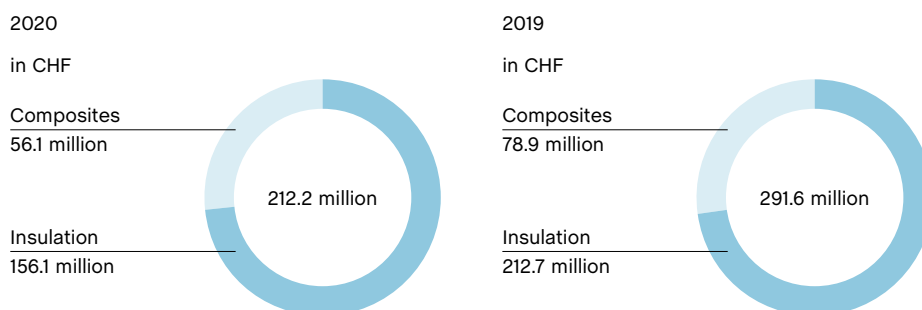 2020
in CHF
Composites
56.1 million
212.2 million
Insulation
156.1 million
2019
in CHF
Composites
78.9 million
291.6 million
Insulation
212.7 million